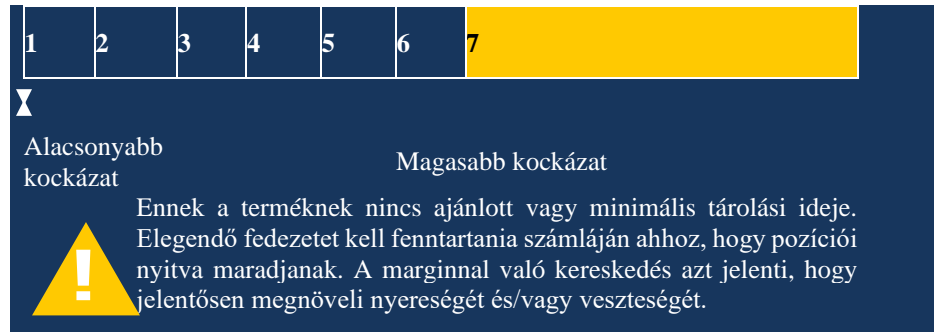 1 2 3 4 5 6 7
Alacsonyabb
kockázat
Magasabb kockázat
Ennek a terméknek nincs ajánlott vagy minimális tárolási ideje.
Elegendő fedezetet kell fenntartania számláján ahhoz, hogy pozíciói
nyitva maradjanak. A marginnal való kereskedés azt jelenti, hogy
jelentősen megnöveli nyereségét és/vagy veszteségét.
!